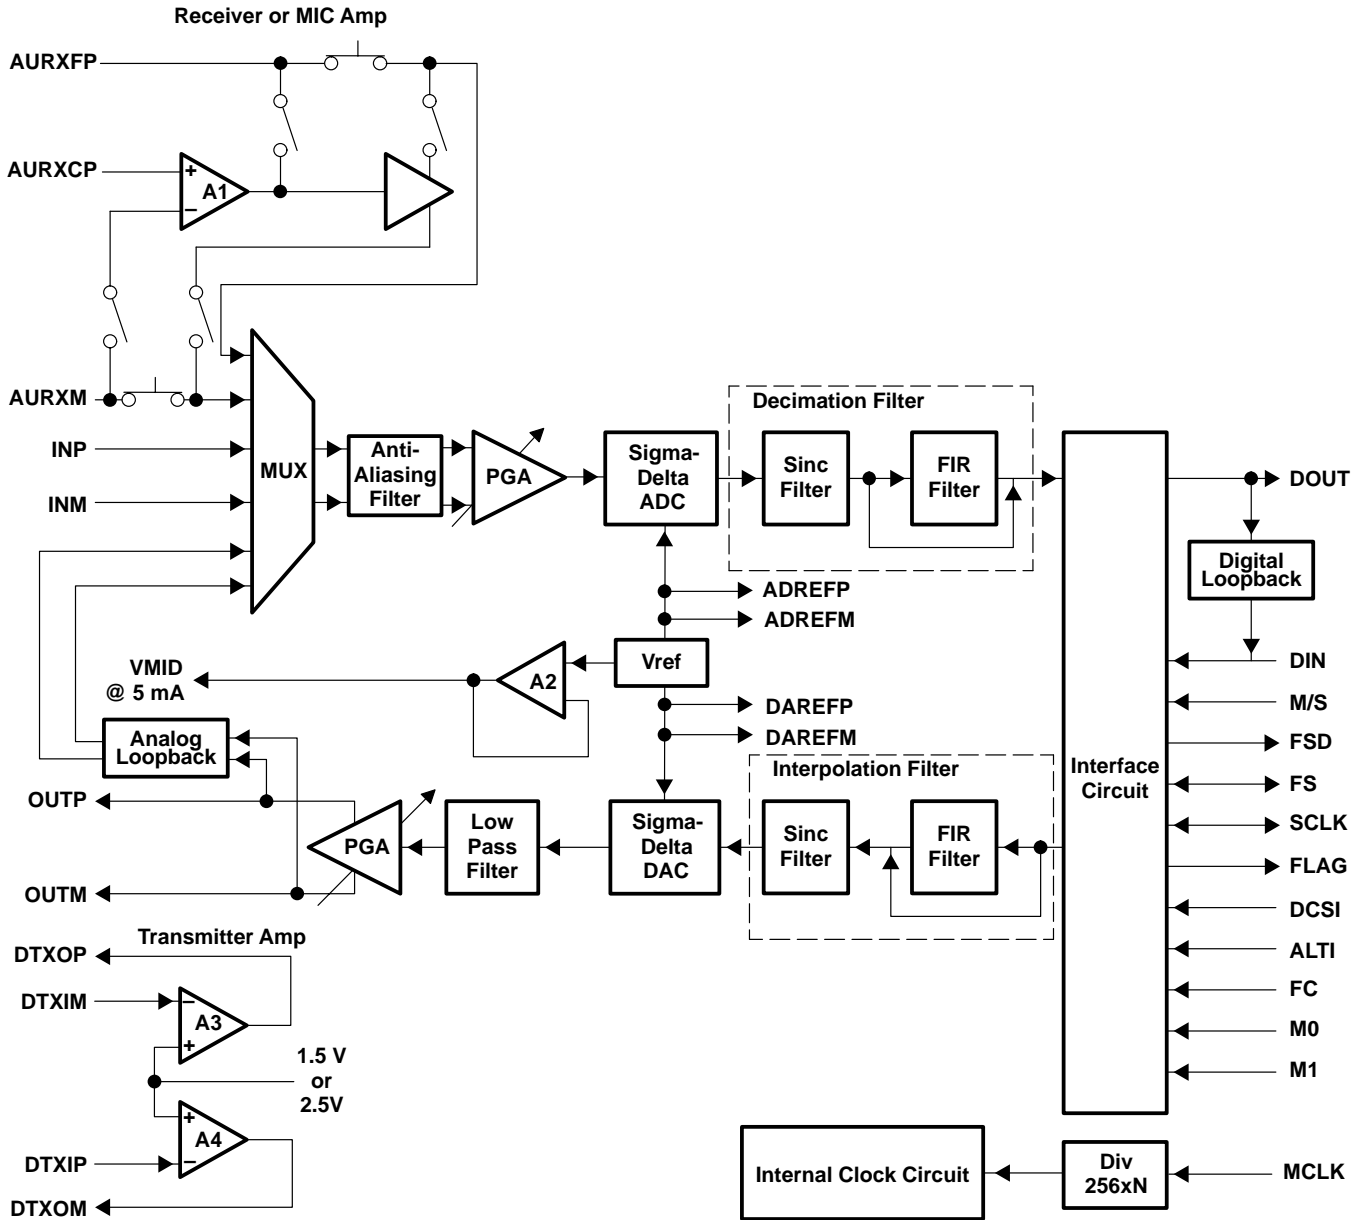 Receiver or MIC Amp
AURXFP
AURXCP
+
A1
−
AURXM
INP
INM
MUX
Anti-
Aliasing
Filter
PGA
Sigma-
Delta
ADC
Decimation Filter
Sinc
Filter
FIR
Filter
DOUT
Digital
Loopback
ADREFP
ADREFM
VMID
@ 5 mA
A2
Vref
DAREFP
DAREFM
DIN
M/S
FSD
FS
SCLK
FLAG
DCSI
ALTI
FC
M0
M1
Interface
Circuit
Analog
Loopback
OUTP
OUTM
PGA
Low
Pass
Filter
Sigma-
Delta
DAC
Interpolation Filter
Sinc
Filter
FIR
Filter
Transmitter Amp
DTXOP
DTXIM
−
A3
+
1.5 V
or
2.5V
+
A4
−
DTXIP
DTXOM
Internal Clock Circuit
Div
256xN
MCLK